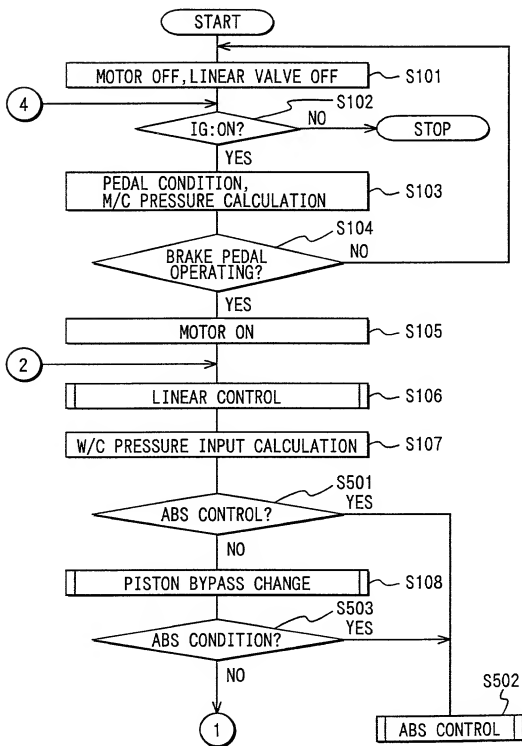 START
MOTOR OFF,LINEAR VALVE OFF
S101
4
S102
IG:ON?
NO
STOP
YES
PEDAL CONDITION,
M/C PRESSURE CALCULATION
S103
S104
BRAKE PEDAL
OPERATING?
NO
YES
MOTOR ON
S105
2
LINEAR CONTROL
S106
W/C PRESSURE INPUT CALCULATION
S107
S501
ABS CONTROL?
YES
NO
PISTON BYPASS CHANGE
S108
S503
ABS CONDITION?
YES
NO
S502
1
ABS CONTROL